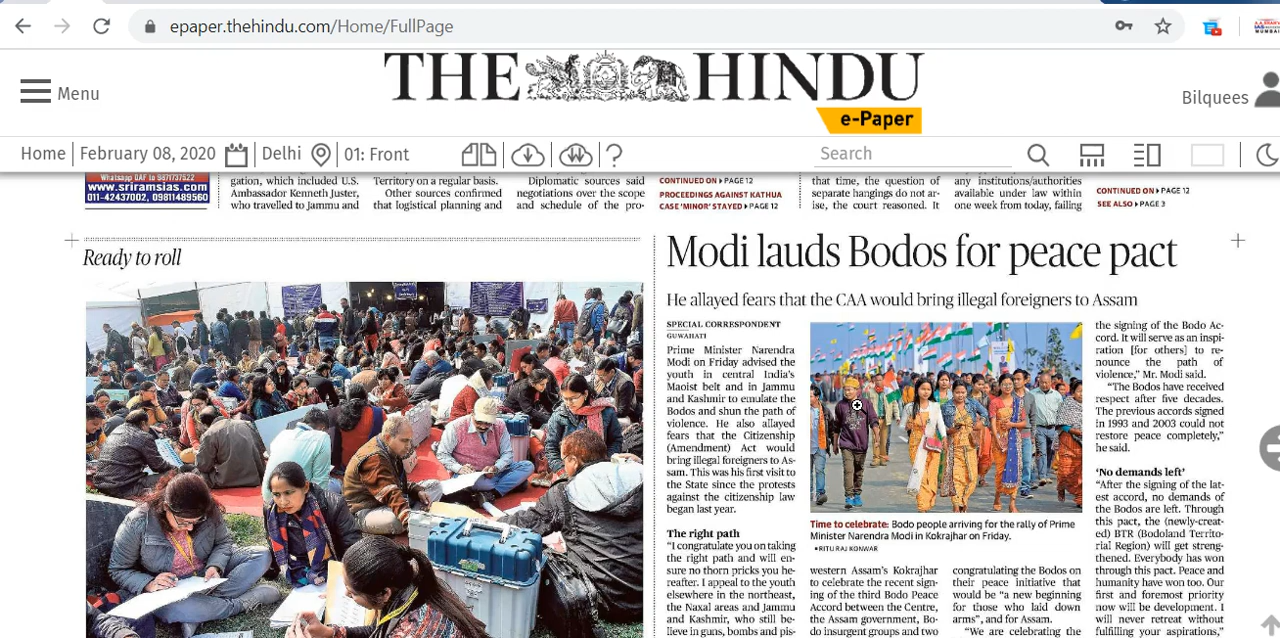 epaper.thehindu.com/Home/FullPage
THE HINDU
e-Paper
Menu
Bilquees
Home | February 08, 2020 | Delhi | 01: Front
?
Search
Whatsapp DAF to 9871737522
www.sriramsias.com
011-42437002, 09811489560
gation, which included U.S.
Ambassador Kenneth Juster,
who travelled to Jammu and
Territory on a regular basis.
Other sources confirmed
that logistical planning and
Diplomatic sources said
negotiations over the scope
and schedule of the pro-
CONTINUED ON PAGE 12
PROCEEDINGS AGAINST KATHUA
CASE 'MINOR' STAYED PAGE 12
that time, the question of
separate hangings do not ar-
ise, the court reasoned. It
any institutions/authorities
available under law within
one week from today, failing
CONTINUED ON PAGE 12
SEE ALSO PAGE 3
Ready to roll
Modi lauds Bodos for peace pact
He allayed fears that the CAA would bring illegal foreigners to Assam
SPECIAL CORRESPONDENT
GUWAHATI
Prime Minister Narendra
Modi on Friday advised the
youth in central India's
Maoist belt and in Jammu
and Kashmir to emulate the
Bodos and shun the path of
violence. He also allayed
fears that the Citizenship
(Amendment) Act would
bring illegal foreigners to As-
sam. This was his first visit to
the State since the protests
against the citizenship law
began last year.
The right path
"I congratulate you on taking
the right path and will en-
sure no thorn pricks you he-
reafter. I appeal to the youth
elsewhere in the northeast,
the Naxal areas and Jammu
and Kashmir, who still be-
lieve in guns, bombs and pis-
Time to celebrate: Bodo people arriving for the rally of Prime
Minister Narendra Modi in Kokrajhar on Friday.
RITU RAJ KONWAR
western Assam's Kokrajhar
to celebrate the recent sign-
ing of the third Bodo Peace
Accord between the Centre,
the Assam government, Bo-
do insurgent groups and two
congratulating the Bodos on
their peace initiative that
would be "a new beginning
for those who laid down
arms", and for Assam.
"We are celebrating the
the signing of the Bodo Ac-
cord. It will serve as an inspi-
ration [for others] to re-
nounce the path of
violence," Mr. Modi said.
"The Bodos have received
respect after five decades.
The previous accords signed
in 1993 and 2003 could not
restore peace completely,"
he said.
'No demands left'
"After the signing of the lat-
est accord, no demands of
the Bodos are left. Through
this pact, the (newly-creat-
ed) BTR (Bodoland Territo-
rial Region) will get streng-
thened. Everybody has won
through this pact. Peace and
humanity have won too. Our
first and foremost priority
now will be development. I
will never retreat without
fulfilling your aspirations,"